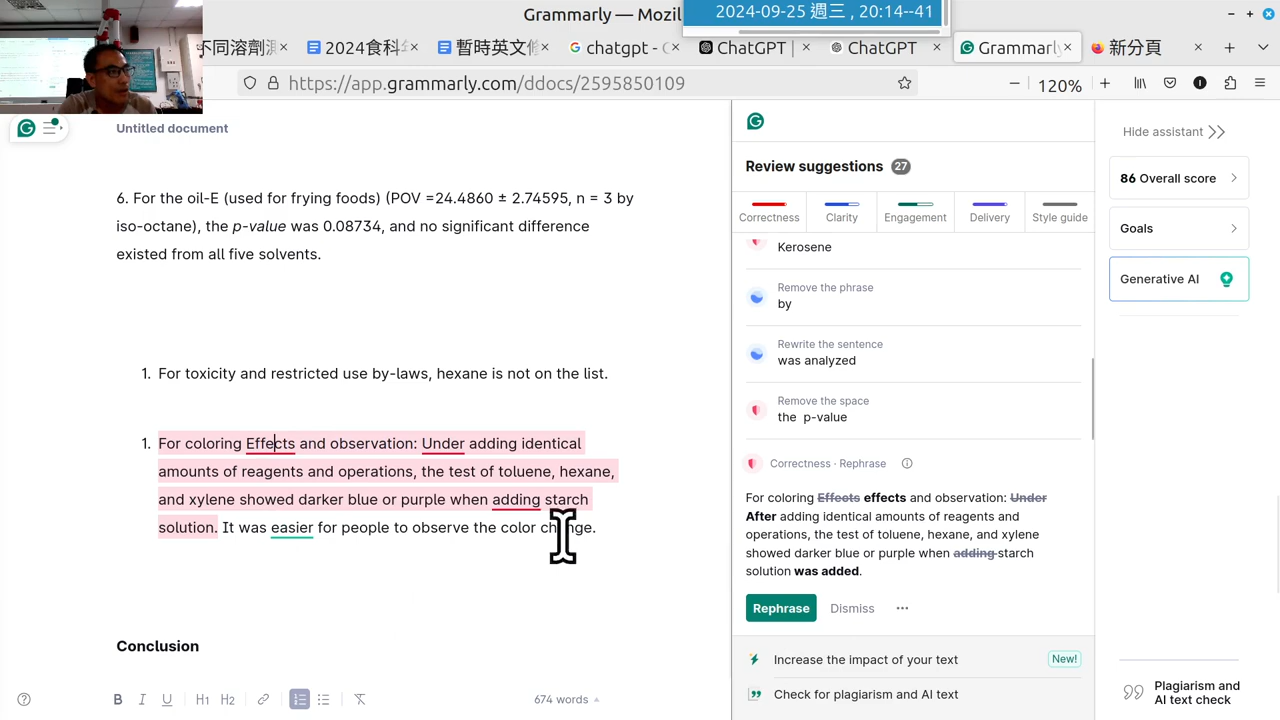 Grammarly — Mozil
2024-09-25 週三 , 20:14--41
不同溶劑測
2024食科
暫時英文修
chatgpt - G
ChatGPT |
ChatGPT
Grammarly
新分頁
https://app.grammarly.com/ddocs/2595850109
120%
Untitled document
6. For the oil-E (used for frying foods) (POV =24.4860 ± 2.74595, n = 3 by
iso-octane), the p-value was 0.08734, and no significant difference
existed from all five solvents.
1. For toxicity and restricted use by-laws, hexane is not on the list.
1. For coloring Effects and observation: Under adding identical
amounts of reagents and operations, the test of toluene, hexane,
and xylene showed darker blue or purple when adding starch
solution. It was easier for people to observe the color change.
Conclusion
B I U H1 H2
674 words
Review suggestions 27
Correctness Clarity Engagement Delivery Style guide
Kerosene
Remove the phrase
by
Rewrite the sentence
was analyzed
Remove the space
the p-value
Correctness · Rephrase
For coloring Effects effects and observation: Under
After adding identical amounts of reagents and
operations, the test of toluene, hexane, and xylene
showed darker blue or purple when adding starch
solution was added.
Rephrase Dismiss
Increase the impact of your text New!
Check for plagiarism and AI text
Hide assistant
86 Overall score
Goals
Generative AI
Plagiarism and
AI text check